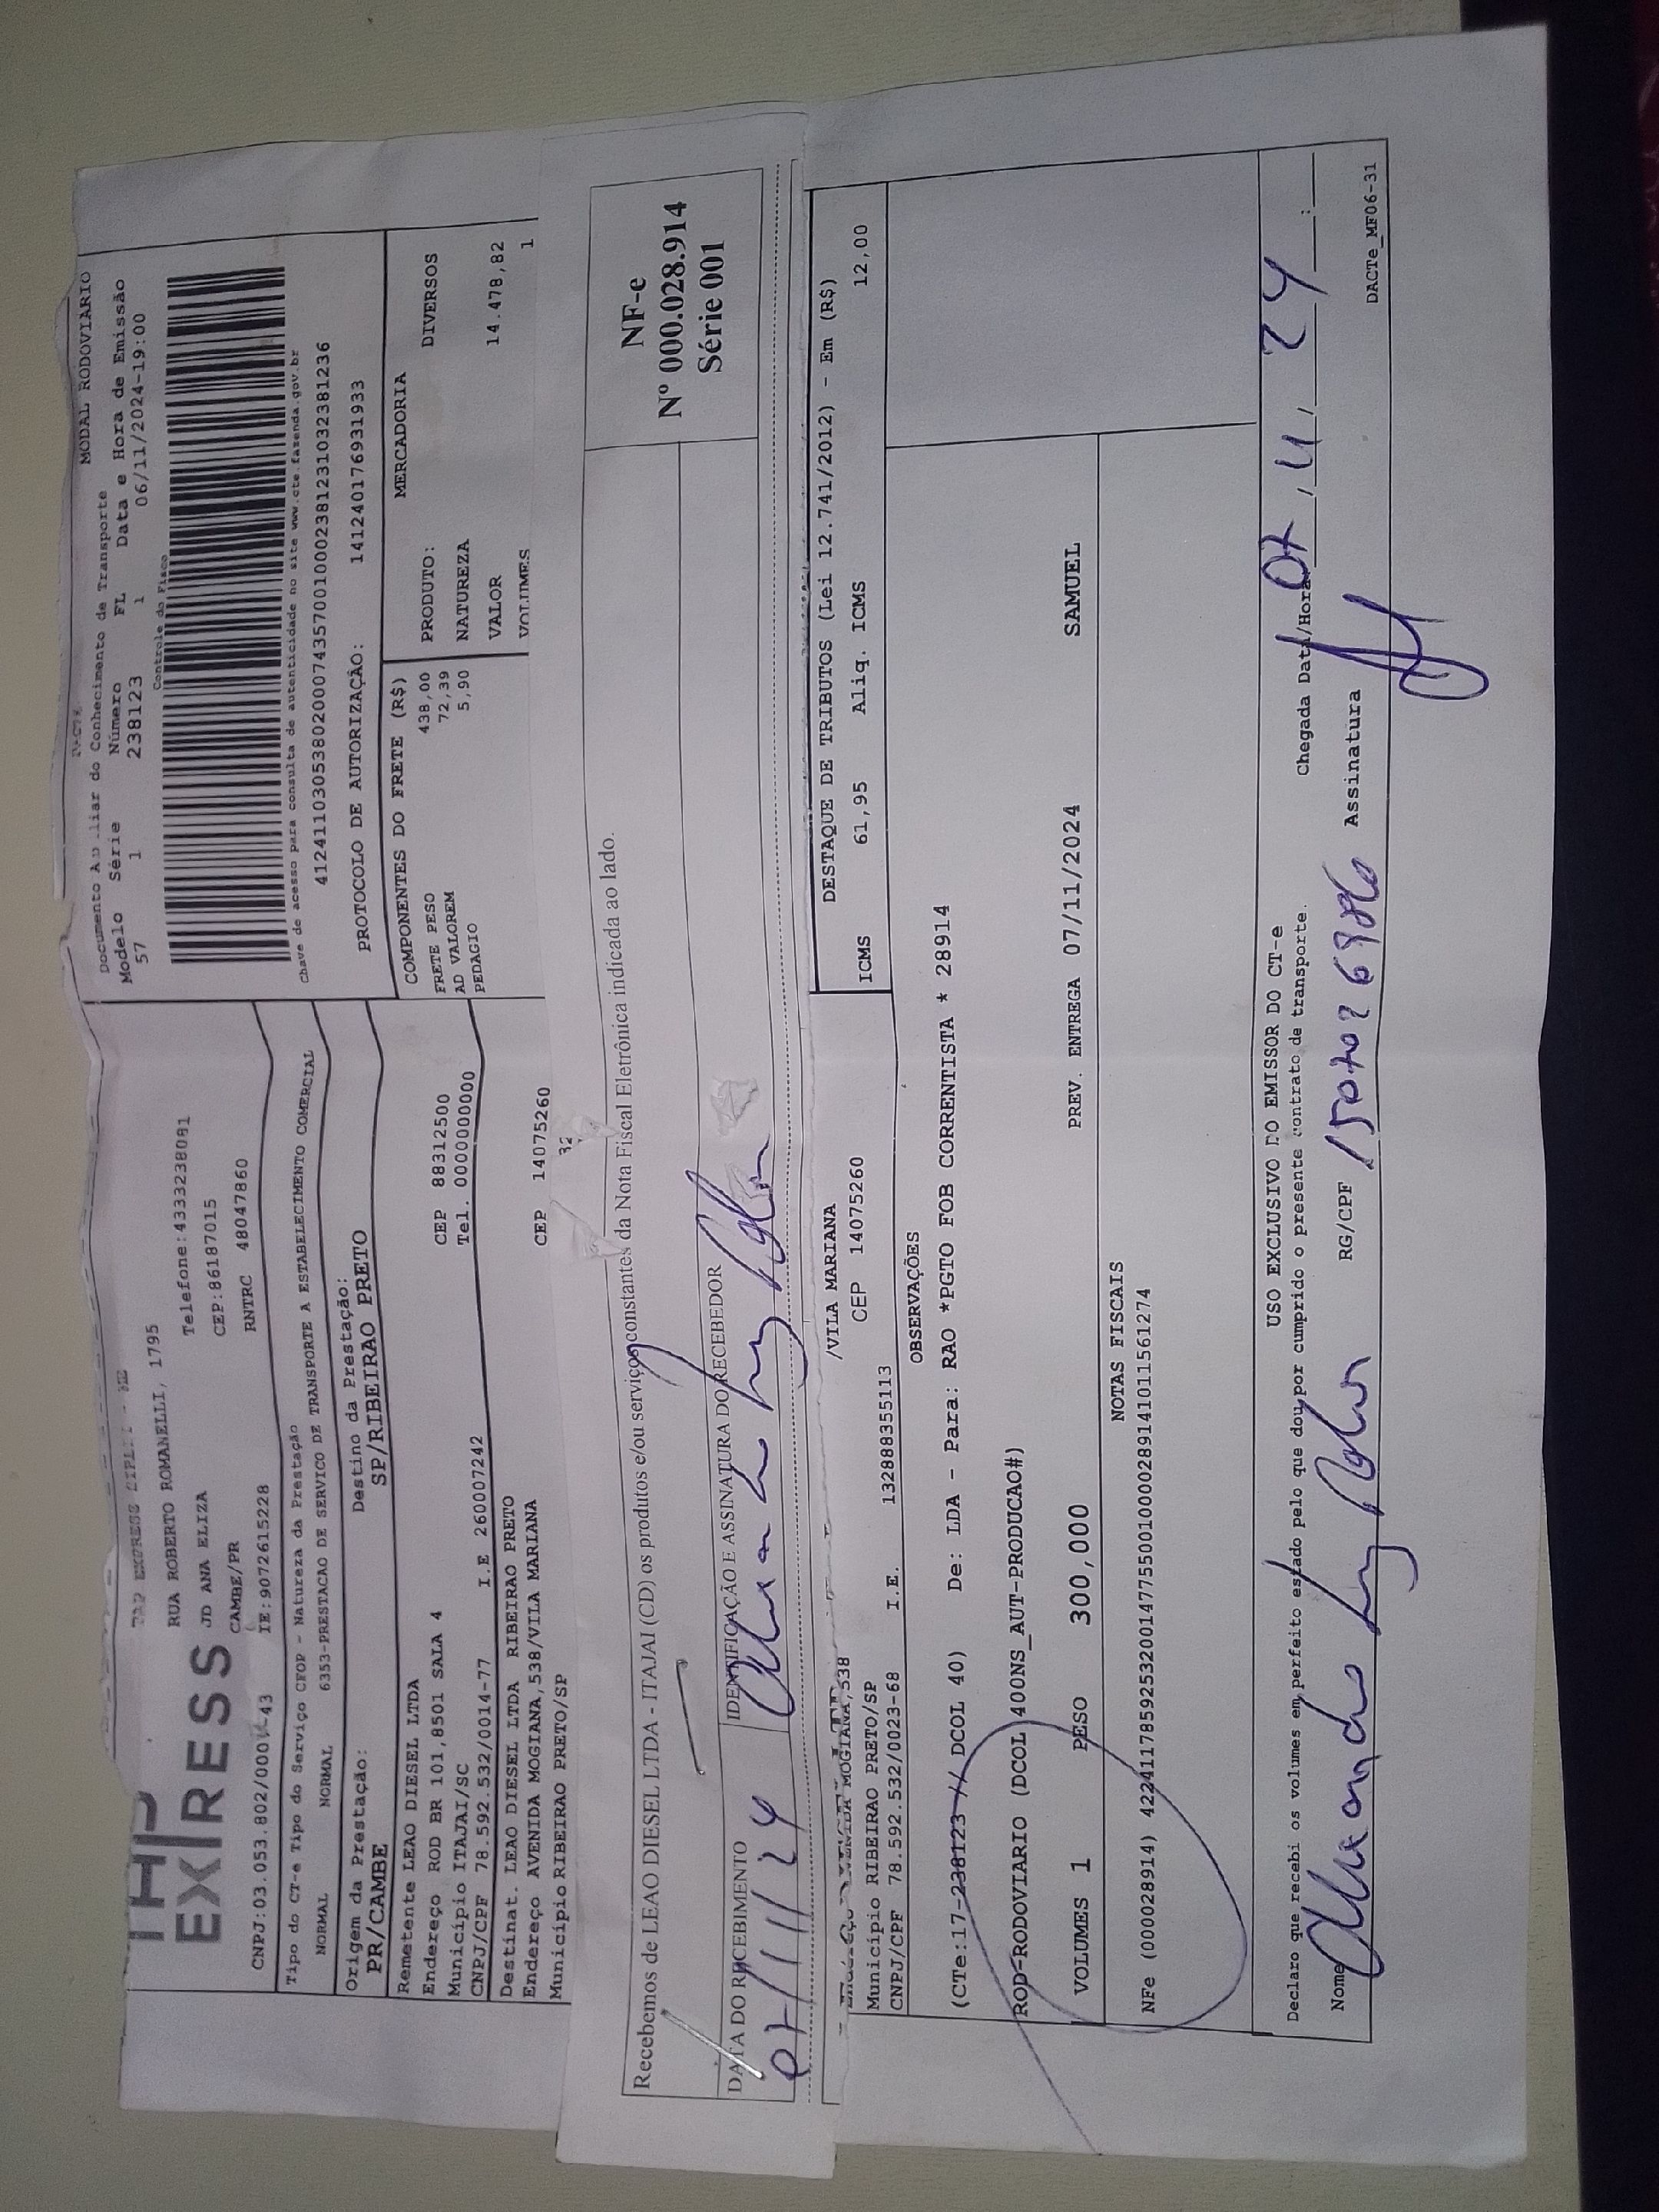 MODAL RODOVIARIO
Documento Au iliar do Conhecimento de Transporte
Modelo Série Número FL Data e Hora de Emissão
57 1 238123 1 06/11/2024-19:00
Controle do Fisco
Chave de acesso para consulta de autenticidade no site www.cte.fazenda.gov.br
41241103053802000743570010002381231032381236
PROTOCOLO DE AUTORIZAÇÃO: 141240176931933
THP
EXPRESS
RUA ROBERTO ROMANELLI, 1795
JD ANA ELIZA Telefone:4333238081
CAMBE/PR CEP:86187015
CNPJ:03.053.802/000 -43 IE:9072615228 RNTRC 48047860
Tipo do CT-e Tipo do Serviço CFOP - Natureza da Prestação
NORMAL NORMAL 6353-PRESTACAO DE SERVICO DE TRANSPORTE A ESTABELECIMENTO COMERCIAL
Origem da Prestação: Destino da Prestação:
PR/CAMBE SP/RIBEIRAO PRETO
Remetente LEAO DIESEL LTDA
Endereço ROD BR 101,8501 SALA 4 CEP 88312500
Município ITAJAI/SC Tel. 000000000000
CNPJ/CPF 78.592.532/0014-77 I.E 260007242
Destinat. LEAO DIESEL LTDA RIBEIRAO PRETO
Endereço AVENIDA MOGIANA,538/VILA MARIANA
Município RIBEIRAO PRETO/SP CEP 14075260
32
COMPONENTES DO FRETE (R$)
FRETE PESO 438,00
AD VALOREM 72,39
PEDAGIO 5,90
MERCADORIA
PRODUTO: DIVERSOS
NATUREZA
VALOR 14.478,82
VOLUMES 1
Recebemos de LEAO DIESEL LTDA - ITAJAI (CD) os produtos e/ou serviços constantes da Nota Fiscal Eletrônica indicada ao lado.
DATA DO RECEBIMENTO
07/11/24
IDENTIFICAÇÃO E ASSINATURA DO RECEBEDOR
NF-e
Nº 000.028.914
Série 001
MOGIANA,538 /VILA MARIANA
Município RIBEIRAO PRETO/SP CEP 14075260
CNPJ/CPF 78.592.532/0023-68 I.E. 132888355113
DESTAQUE DE TRIBUTOS (Lei 12.741/2012) - Em (R$)
ICMS 61,95 Aliq. ICMS 12,00
OBSERVAÇÕES
(CTe:117-238123 // DCOL 40) De: LDA - Para: RAO *PGTO FOB CORRENTISTA * 28914
ROD-RODOVIARIO (DCOL 400NS_AUT-PRODUCAO#)
VOLUMES 1 PESO 300,000 PREV. ENTREGA 07/11/2024 SAMUEL
NOTAS FISCAIS
NFe (000028914) 42241178592532001477550010000289141011561274
USO EXCLUSIVO DO EMISSOR DO CT-e
Declaro que recebi os volumes em perfeito estado pelo que dou por cumprido o presente contrato de transporte. Chegada Data/Hora 07, 11, 24 :
Nome RG/CPF Assinatura
DACTe_MF06-31